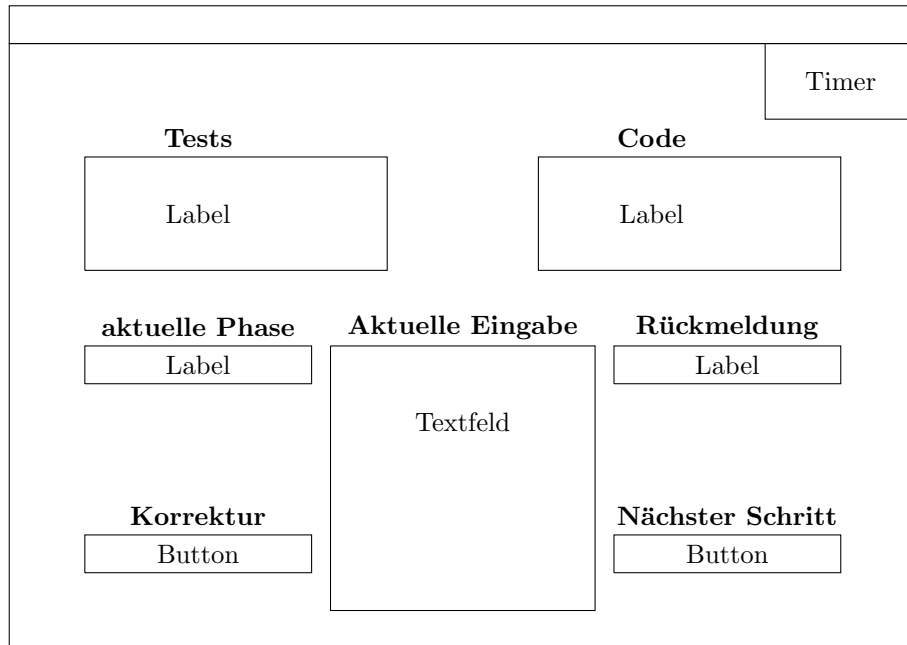 Timer
Tests
Code
Label
Label
aktuelle Phase
Aktuelle Eingabe
Rückmeldung
Label
Label
Textfeld
Korrektur
Nächster Schritt
Button
Button